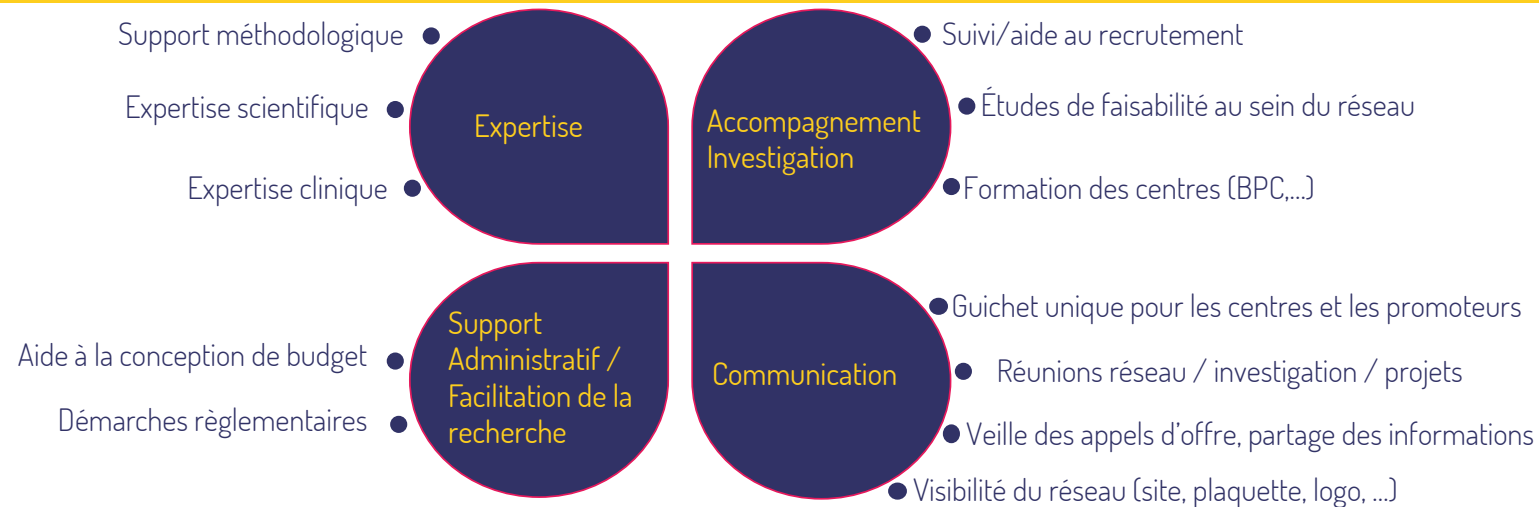 Support méthodologique
Expertise scientifique
Expertise clinique
Expertise
Accompagnement
Investigation
Suivi/aide au recrutement
Études de faisabilité au sein du réseau
Formation des centres (BPC,...)
Aide à la conception de budget
Démarches règlementaires
Support
Administratif /
Facilitation de la
recherche
Communication
Guichet unique pour les centres et les promoteurs
Réunions réseau / investigation / projets
Veille des appels d'offre, partage des informations
Visibilité du réseau (site, plaquette, logo, ...)